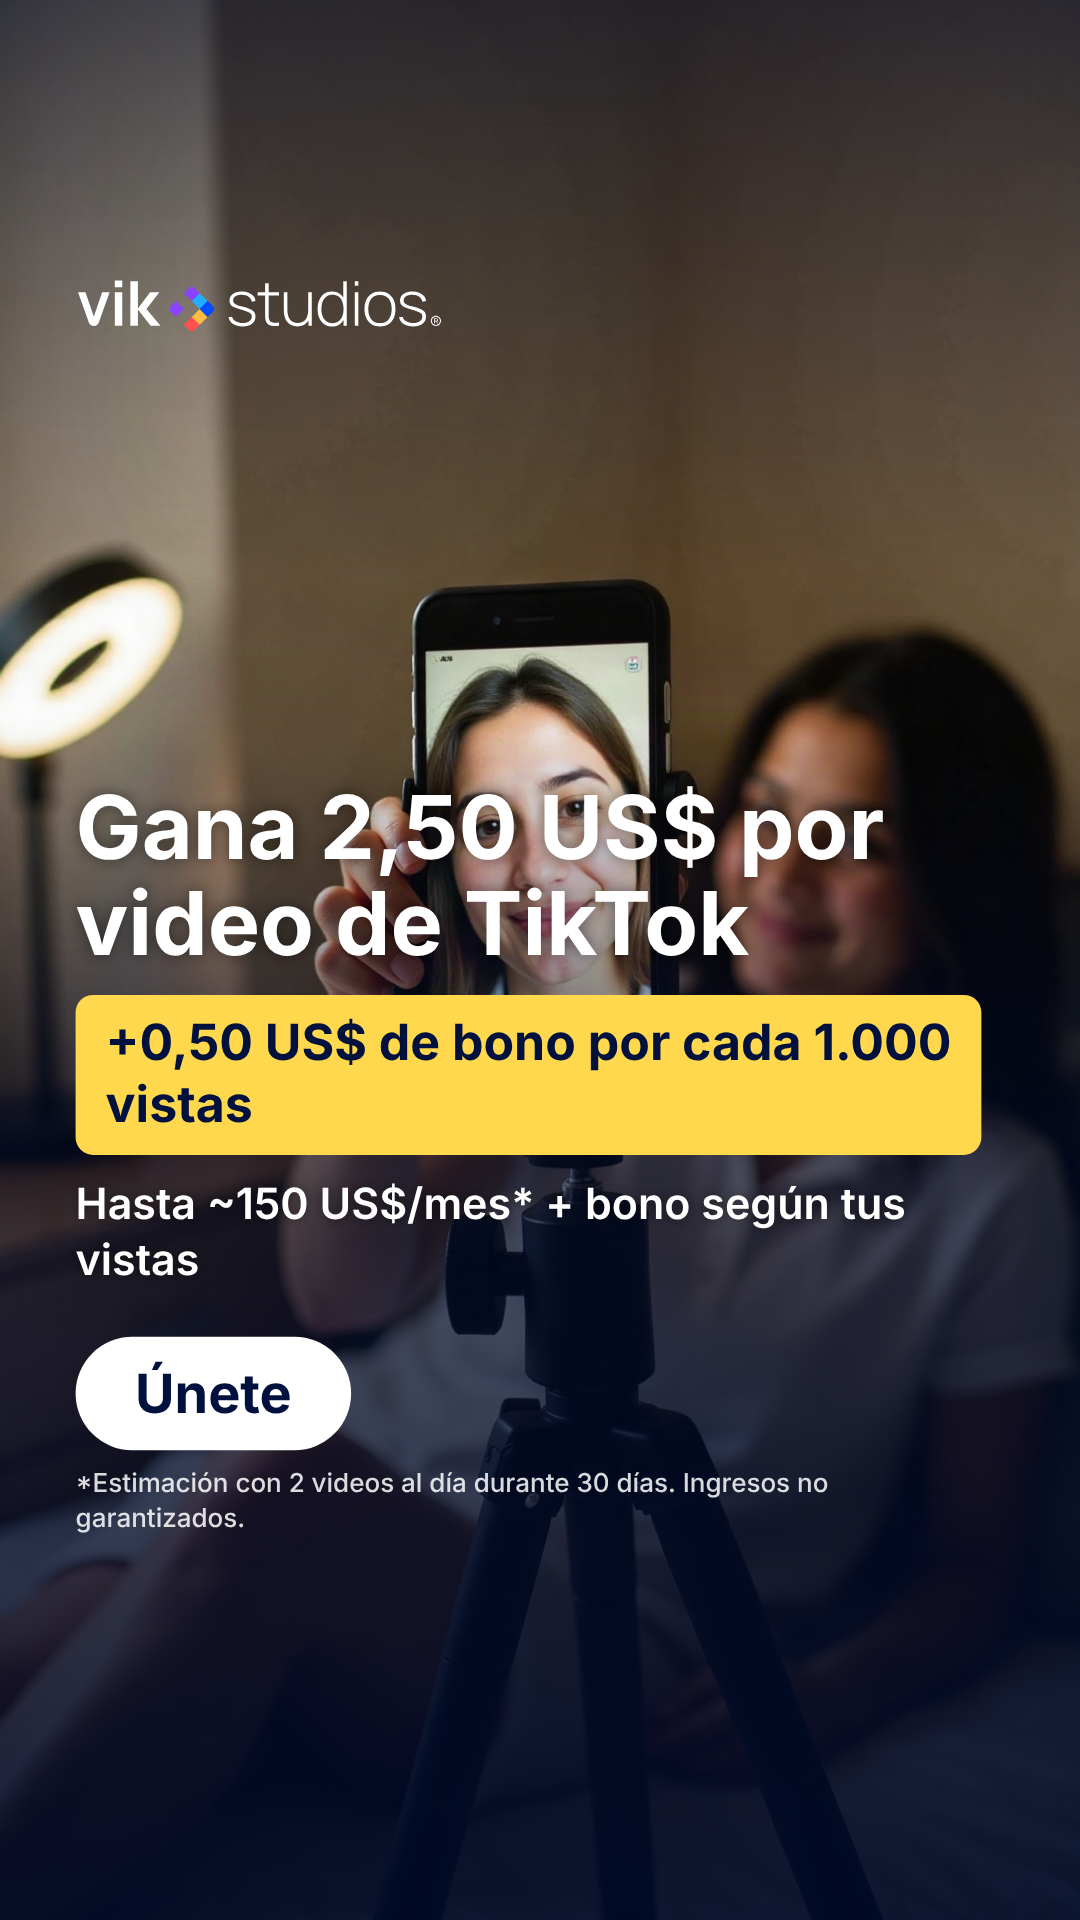 vik studios®
Gana 2,50 US$ por
video de TikTok
+0,50 US$ de bono por cada 1.000
vistas
Hasta ~150 US$/mes* + bono según tus
vistas
Únete
*Estimación con 2 videos al día durante 30 días. Ingresos no
garantizados.